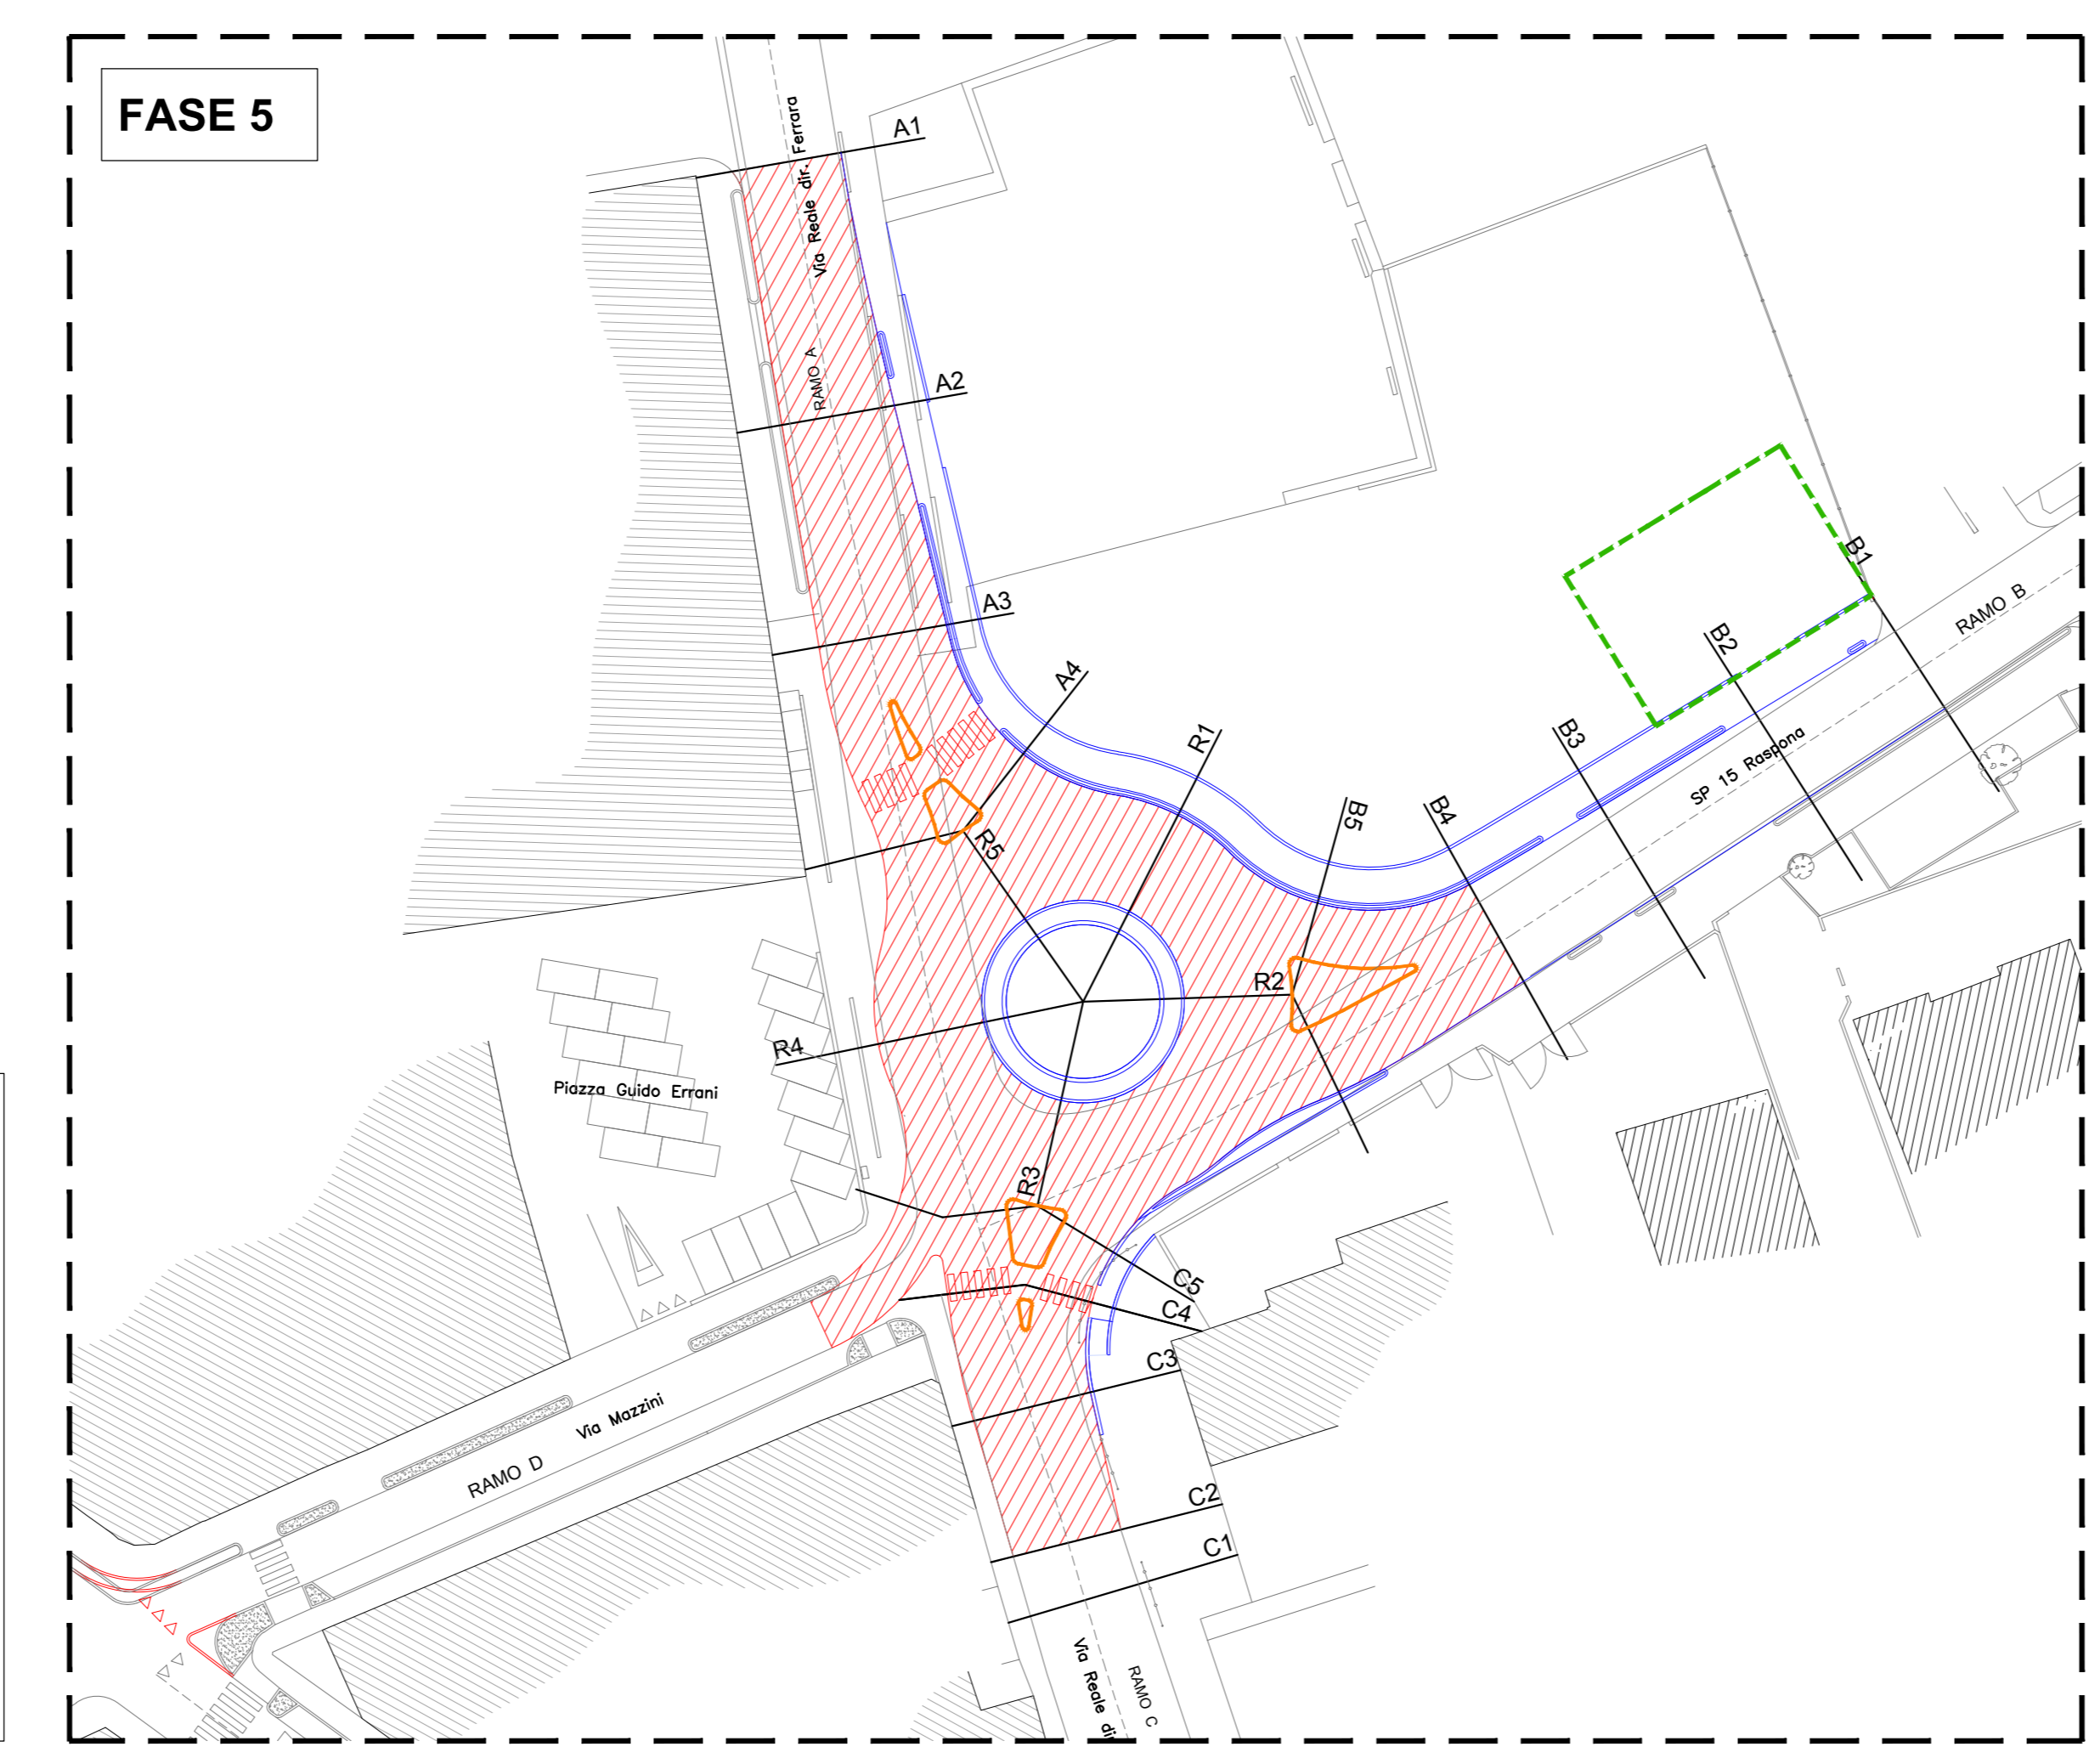 FASE 5
A1
Via Reale dir. Ferrara
RAMO A
A2
A3
A4
R1
B1
B2
RAMO B
B3
SP 15 Raspona
B5
B4
R5
R2
R4
Piazza Guido Errani
R3
C5
C4
C3
Via Mazzini
RAMO D
C2
C1
Via Reale
RAMO C